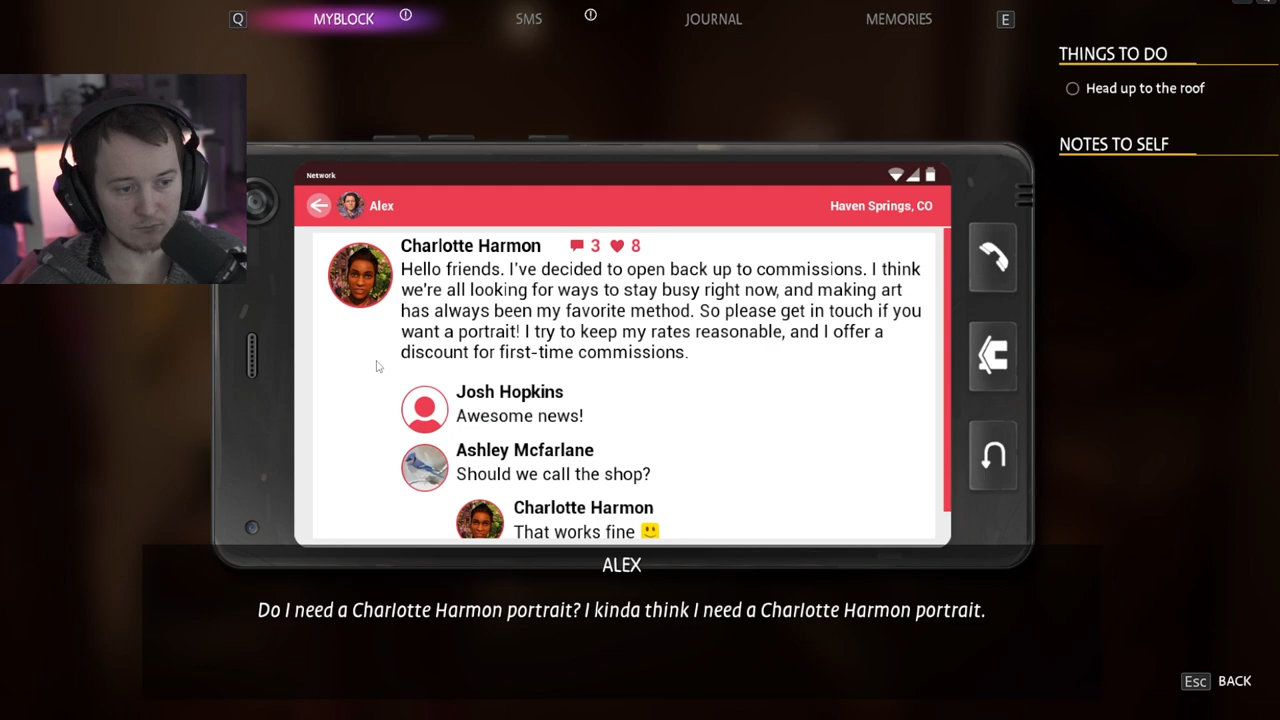 Q MYBLOCK SMS JOURNAL MEMORIES E
THINGS TO DO
Head up to the roof
NOTES TO SELF
Network
Alex Haven Springs, CO
Charlotte Harmon 3 8
Hello friends. I've decided to open back up to commissions. I think
we're all looking for ways to stay busy right now, and making art
has always been my favorite method. So please get in touch if you
want a portrait! I try to keep my rates reasonable, and I offer a
discount for first-time commissions.
Josh Hopkins
Awesome news!
Ashley Mcfarlane
Should we call the shop?
Charlotte Harmon
That works fine 🙂
ALEX
Do I need a Charlotte Harmon portrait? I kinda think I need a Charlotte Harmon portrait.
Esc BACK